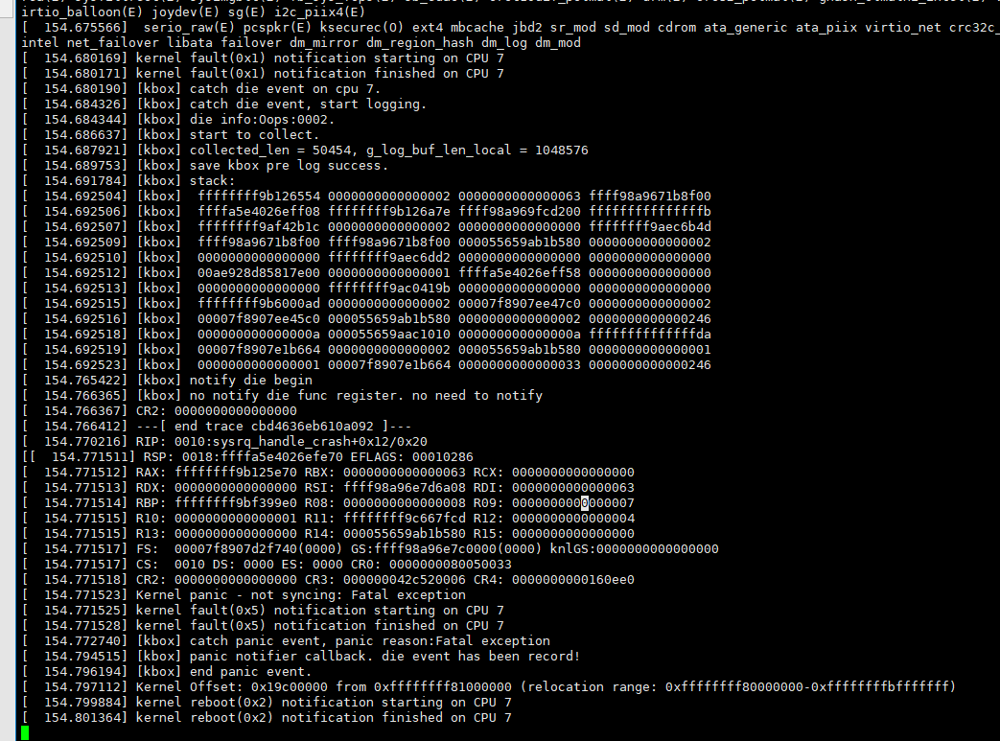 irtio_balloon(E) joydev(E) sg(E) i2c_piix4(E)
[  154.675566]  serio_raw(E) pcspkr(E) ksecurec(O) ext4 mbcache jbd2 sr_mod sd_mod cdrom ata_generic ata_piix virtio_net crc32c_
intel net_failover libata failover dm_mirror dm_region_hash dm_log dm_mod
[  154.680169] kernel fault(0x1) notification starting on CPU 7
[  154.680171] kernel fault(0x1) notification finished on CPU 7
[  154.680190] [kbox] catch die event on cpu 7.
[  154.684326] [kbox] catch die event, start logging.
[  154.684344] [kbox] die info:Oops:0002.
[  154.686637] [kbox] start to collect.
[  154.687921] [kbox] collected_len = 50454, g_log_buf_len_local = 1048576
[  154.689753] [kbox] save kbox pre log success.
[  154.691784] [kbox] stack:
[  154.692504] [kbox]  ffffffff9b126554 0000000000000002 0000000000000063 ffff98a9671b8f00
[  154.692506] [kbox]  ffffa5e4026eff08 ffffffff9b126a7e ffff98a969fcd200 fffffffffffffffb
[  154.692507] [kbox]  ffffffff9af42b1c 0000000000000002 0000000000000000 ffffffff9aec6b4d
[  154.692509] [kbox]  ffff98a9671b8f00 ffff98a9671b8f00 000055659ab1b580 0000000000000002
[  154.692510] [kbox]  0000000000000000 ffffffff9aec6dd2 0000000000000000 0000000000000000
[  154.692512] [kbox]  00ae928d85817e00 0000000000000001 ffffa5e4026eff58 0000000000000000
[  154.692513] [kbox]  0000000000000000 ffffffff9ac0419b 0000000000000000 0000000000000000
[  154.692515] [kbox]  ffffffff9b6000ad 0000000000000002 00007f8907ee47c0 0000000000000002
[  154.692516] [kbox]  00007f8907ee45c0 000055659ab1b580 0000000000000002 0000000000000246
[  154.692518] [kbox]  000000000000000a 000055659aac1010 000000000000000a ffffffffffffffda
[  154.692519] [kbox]  00007f8907e1b664 0000000000000002 000055659ab1b580 0000000000000001
[  154.692523] [kbox]  0000000000000001 00007f8907e1b664 0000000000000033 0000000000000246
[  154.765422] [kbox] notify die begin
[  154.766365] [kbox] no notify die func register. no need to notify
[  154.766367] CR2: 0000000000000000
[  154.766412] ---[ end trace cbd4636eb610a092 ]---
[  154.770216] RIP: 0010:sysrq_handle_crash+0x12/0x20
[[  154.771511] RSP: 0018:ffffa5e4026efe70 EFLAGS: 00010286
[  154.771512] RAX: ffffffff9b125e70 RBX: 0000000000000063 RCX: 0000000000000000
[  154.771513] RDX: 0000000000000000 RSI: ffff98a96e7d6a08 RDI: 0000000000000063
[  154.771514] RBP: ffffffff9bf399e0 R08: 0000000000000008 R09: 0000000000000007
[  154.771515] R10: 0000000000000001 R11: ffffffff9c667fcd R12: 0000000000000004
[  154.771515] R13: 0000000000000000 R14: 000055659ab1b580 R15: 0000000000000000
[  154.771517] FS:  00007f8907d2f740(0000) GS:ffff98a96e7c0000(0000) knlGS:0000000000000000
[  154.771517] CS:  0010 DS: 0000 ES: 0000 CR0: 0000000080050033
[  154.771518] CR2: 0000000000000000 CR3: 000000042c520006 CR4: 0000000000160ee0
[  154.771523] Kernel panic - not syncing: Fatal exception
[  154.771525] kernel fault(0x5) notification starting on CPU 7
[  154.771528] kernel fault(0x5) notification finished on CPU 7
[  154.772740] [kbox] catch panic event, panic reason:Fatal exception
[  154.794515] [kbox] panic notifier callback. die event has been record!
[  154.796194] [kbox] end panic event.
[  154.797112] Kernel Offset: 0x19c00000 from 0xffffffff81000000 (relocation range: 0xffffffff80000000-0xffffffffbfffffff)
[  154.799884] kernel reboot(0x2) notification starting on CPU 7
[  154.801364] kernel reboot(0x2) notification finished on CPU 7